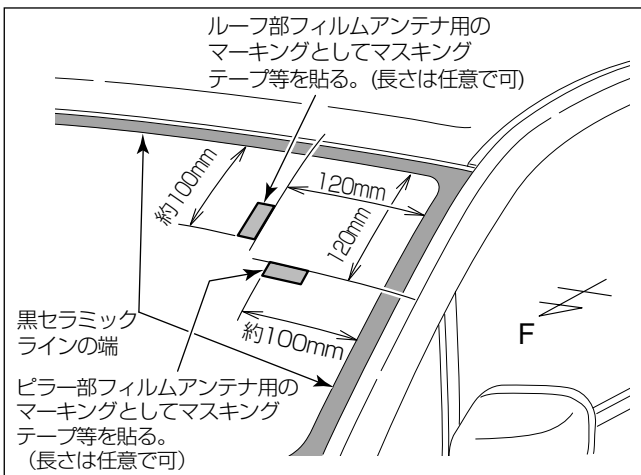 ルーフ部フィルムアンテナ用の
マーキングとしてマスキング
テープ等を貼る。(長さは任意で可)
約100mm
120mm
120mm
約100mm
黒セラミック
ラインの端
F
ピラー部フィルムアンテナ用の
マーキングとしてマスキング
テープ等を貼る。
（長さは任意で可）